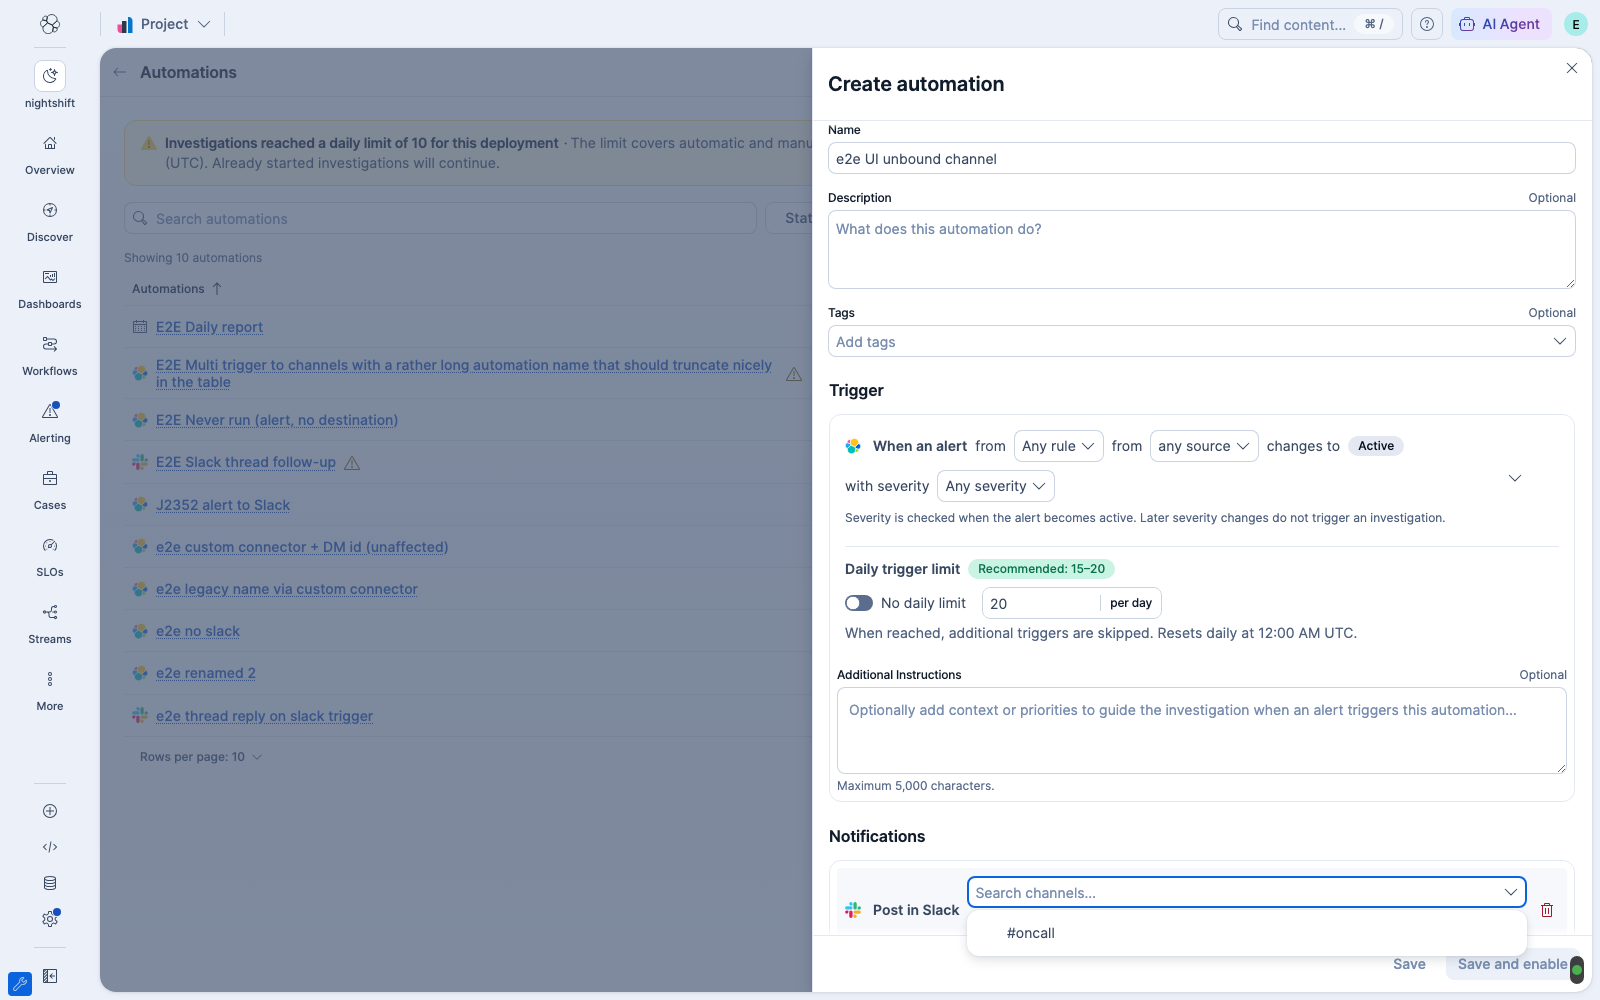 Project
Find content...
⌘ /
AI Agent
E
nightshift
Overview
Discover
Dashboards
Workflows
Alerting
Cases
SLOs
Streams
More
Automations
Investigations reached a daily limit of 10 for this deployment · The limit covers automatic and manu
(UTC). Already started investigations will continue.
Search automations
Stat
Showing 10 automations
Automations
E2E Daily report
E2E Multi trigger to channels with a rather long automation name that should truncate nicely
in the table
E2E Never run (alert, no destination)
E2E Slack thread follow-up
J2352 alert to Slack
e2e custom connector + DM id (unaffected)
e2e legacy name via custom connector
e2e no slack
e2e renamed 2
e2e thread reply on slack trigger
Rows per page: 10
Create automation
Name
e2e UI unbound channel
Description Optional
What does this automation do?
Tags Optional
Add tags
Trigger
When an alert from Any rule from any source changes to Active
with severity Any severity
Severity is checked when the alert becomes active. Later severity changes do not trigger an investigation.
Daily trigger limit Recommended: 15–20
No daily limit 20 per day
When reached, additional triggers are skipped. Resets daily at 12:00 AM UTC.
Additional Instructions Optional
Optionally add context or priorities to guide the investigation when an alert triggers this automation...
Maximum 5,000 characters.
Notifications
Search channels...
Post in Slack
#oncall
Save Save and enable